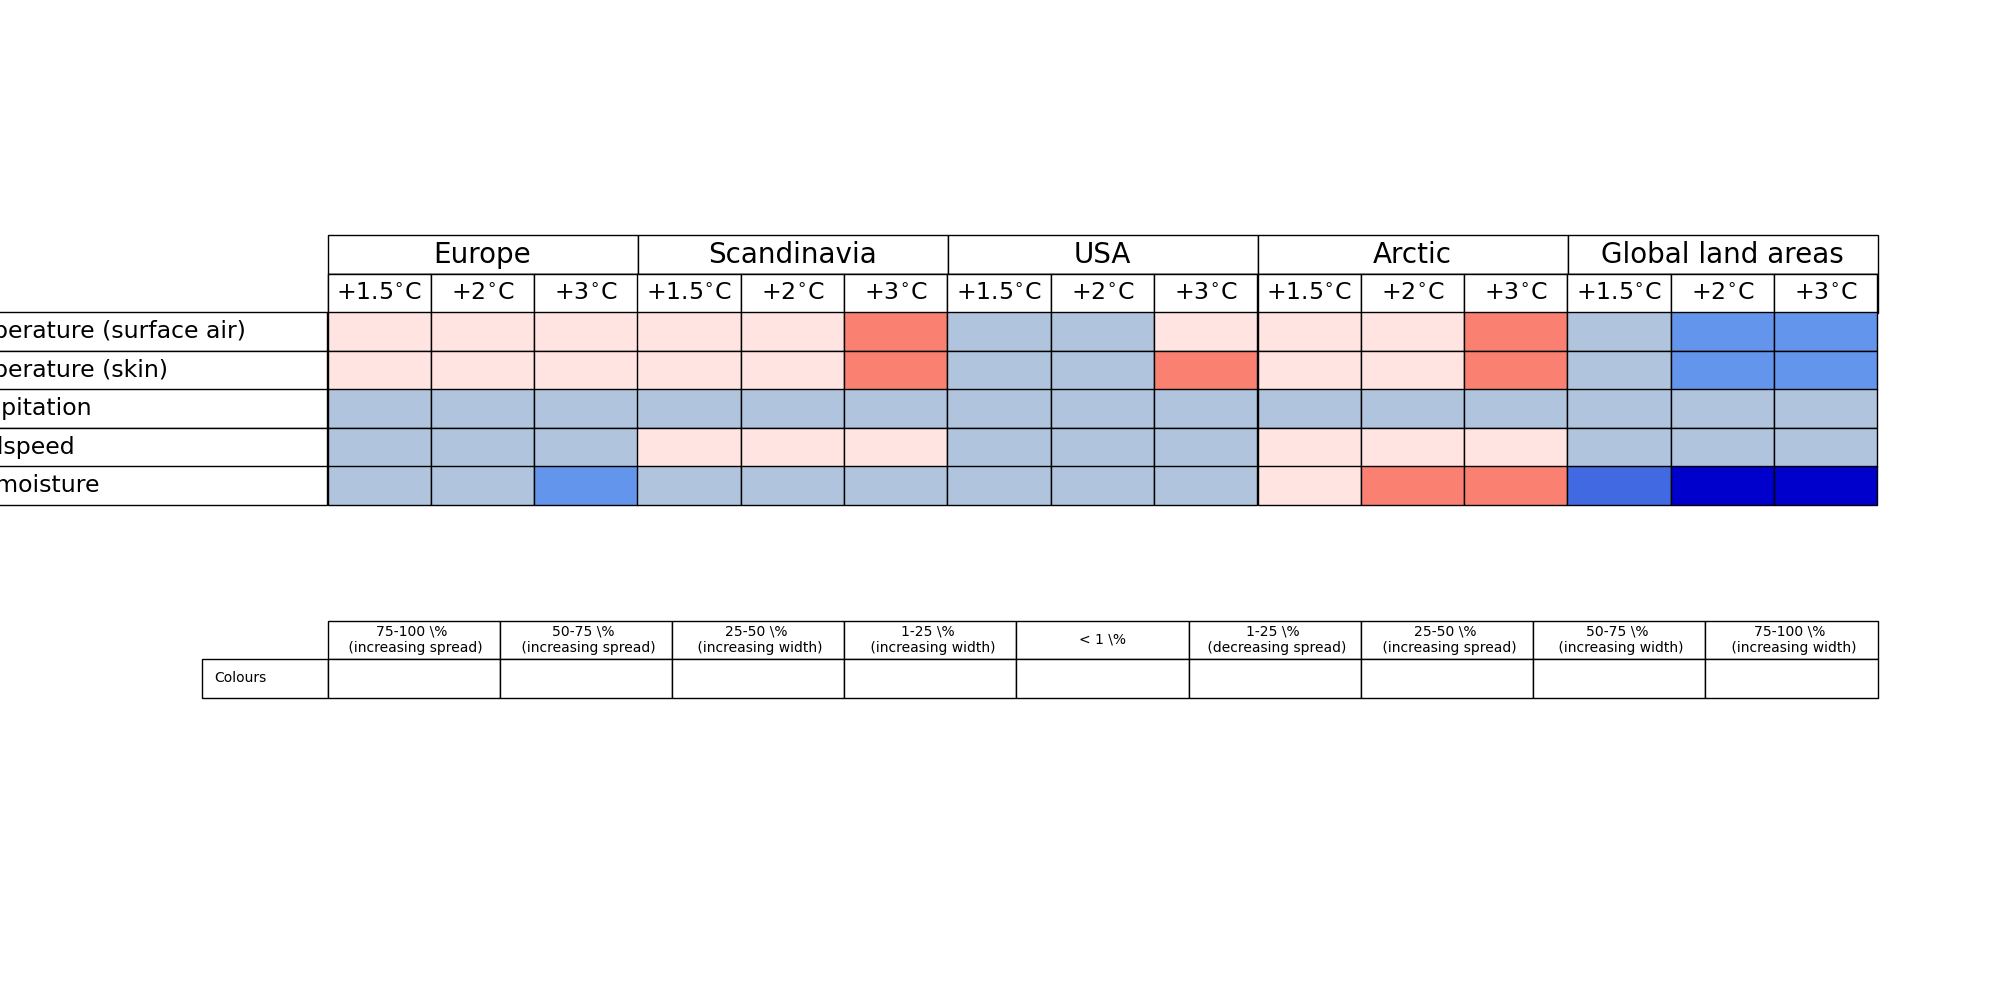 Europe Scandinavia USA Arctic Global land areas
+1.5°C +2°C +3°C +1.5°C +2°C +3°C +1.5°C +2°C +3°C +1.5°C +2°C +3°C +1.5°C +2°C +3°C
perature (surface air)
perature (skin)
pitation
lspeed
moisture
75-100 \% 50-75 \% 25-50 \% 1-25 \% < 1 \% 1-25 \% 25-50 \% 50-75 \% 75-100 \%
(increasing spread) (increasing spread) (increasing width) (increasing width) (decreasing spread) (increasing spread) (increasing width) (increasing width)
Colours